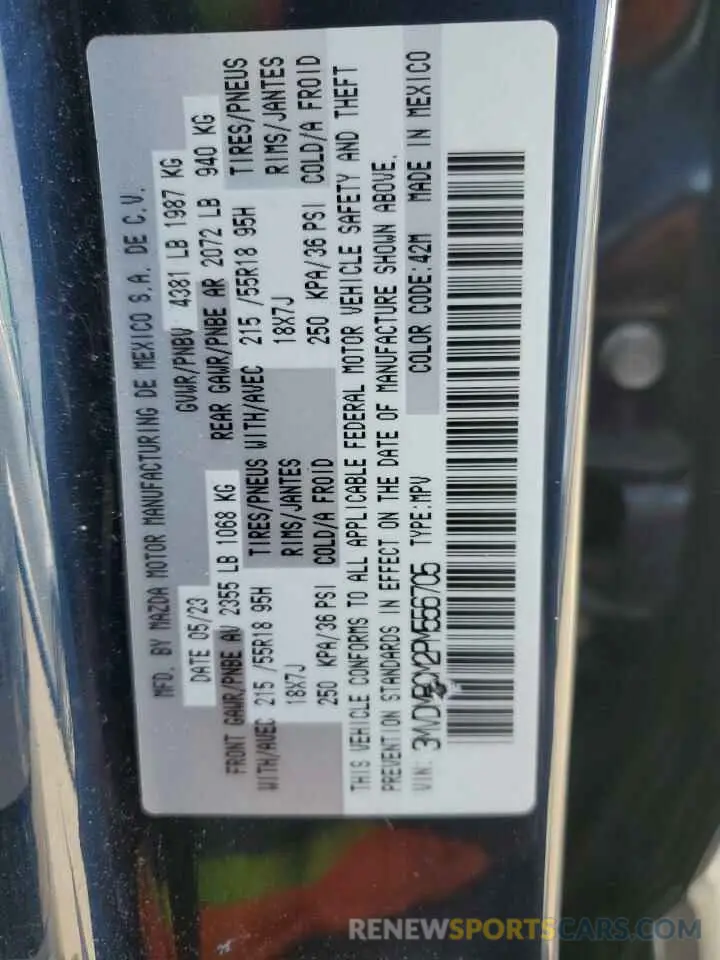 MFD. BY MAZDA MOTOR MANUFACTURING DE MEXICO S.A. DE C.V.
DATE 05/23 GVWR/PNBV 4381 LB 1987 KG
FRONT GAWR/PNBE AV 2355 LB 1068 KG REAR GAWR/PNBE AR 2072 LB 940 KG
WITH/AVEC 215 /55R18 95H TIRES/PNEUS WITH/AVEC 215 /55R18 95H TIRES/PNEUS
18X7J RIMS/JANTES 18X7J RIMS/JANTES
250 KPA/36 PSI COLD/A FROID 250 KPA/36 PSI COLD/A FROID
THIS VEHICLE CONFORMS TO ALL APPLICABLE FEDERAL MOTOR VEHICLE SAFETY AND THEFT
PREVENTION STANDARDS IN EFFECT ON THE DATE OF MANUFACTURE SHOWN ABOVE.
VIN: TYPE:MPV COLOR CODE:42M MADE IN MEXICO
RENEWSPORTSCARS.COM